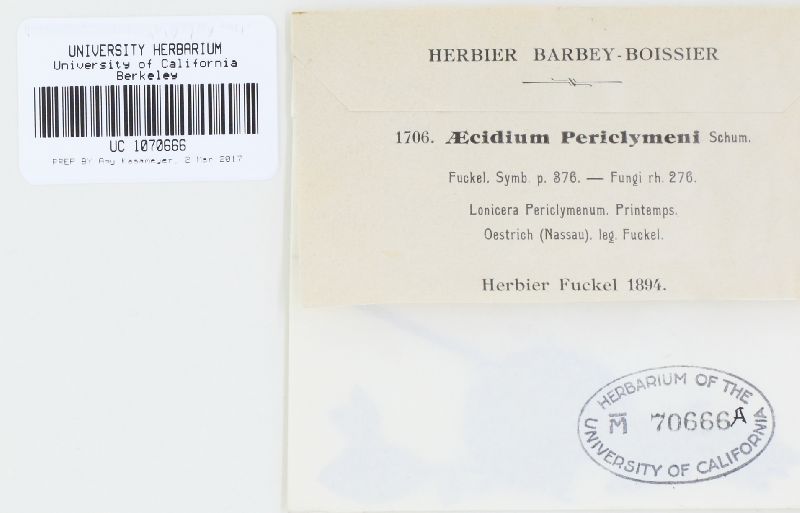 UNIVERSITY HERBARIUM
University of California
Berkeley
UC 1070666
PREP BY Amy Kasameyer, 2 Mar 2017
HERBIER BARBEY-BOISSIER
1706. Æcidium Periclymeni Schum.
Fuckel. Symb. p. 376. — Fungi rh. 276.
Lonicera Periclymenum. Printemps.
Oestrich (Nassau), leg. Fuckel.
Herbier Fuckel 1894.
HERBARIUM OF THE
M̅ 70666A
UNIVERSITY OF CALIFORNIA